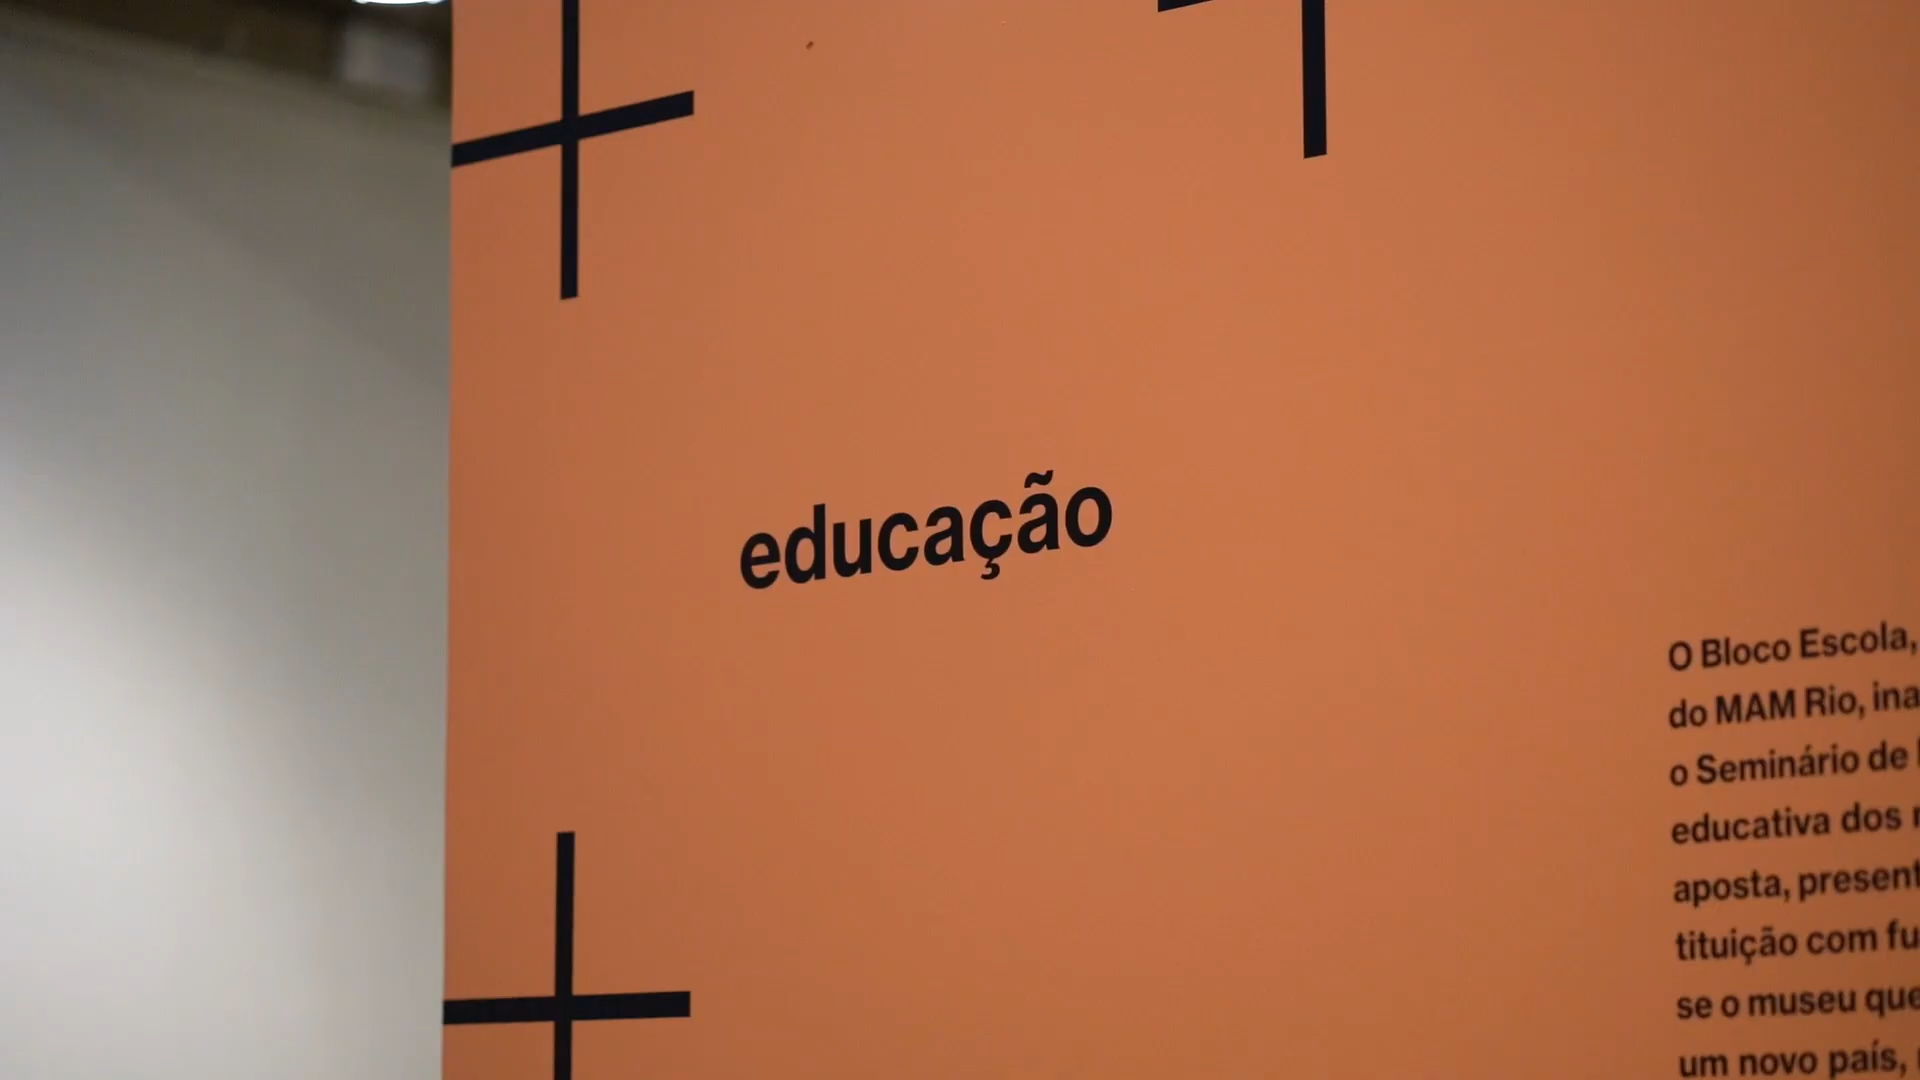 educação
O Bloco Escola,
do MAM Rio, ina
o Seminário de
educativa dos
aposta, present
tituição com fu
se o museu que
um novo país,